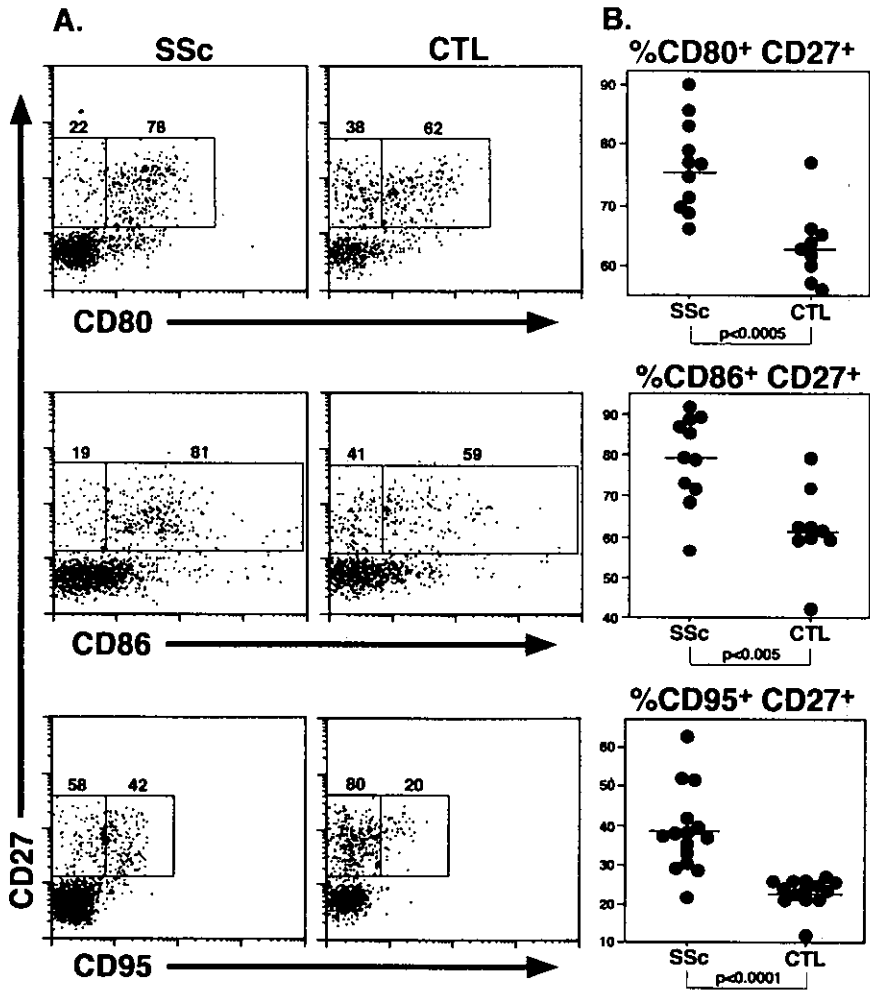 A.
B.
SSc
CTL
%CD80+ CD27+
22
78
38
62
90
80
70
60
CD80
SSc
CTL
p<0.0005
%CD86+ CD27+
19
81
41
59
90
80
70
60
50
40
CD86
SSc
CTL
p<0.005
%CD95+ CD27+
58
42
80
20
60
50
40
30
20
10
CD27
CD95
SSc
CTL
p<0.0001